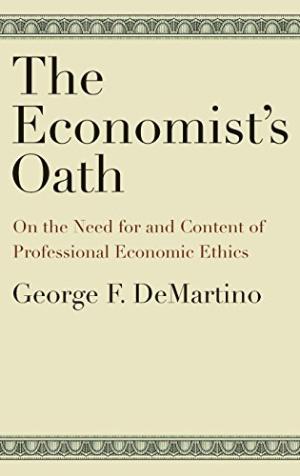 The
Economist's
Oath
On the Need for and Content of
Professional Economic Ethics
George F. DeMartino